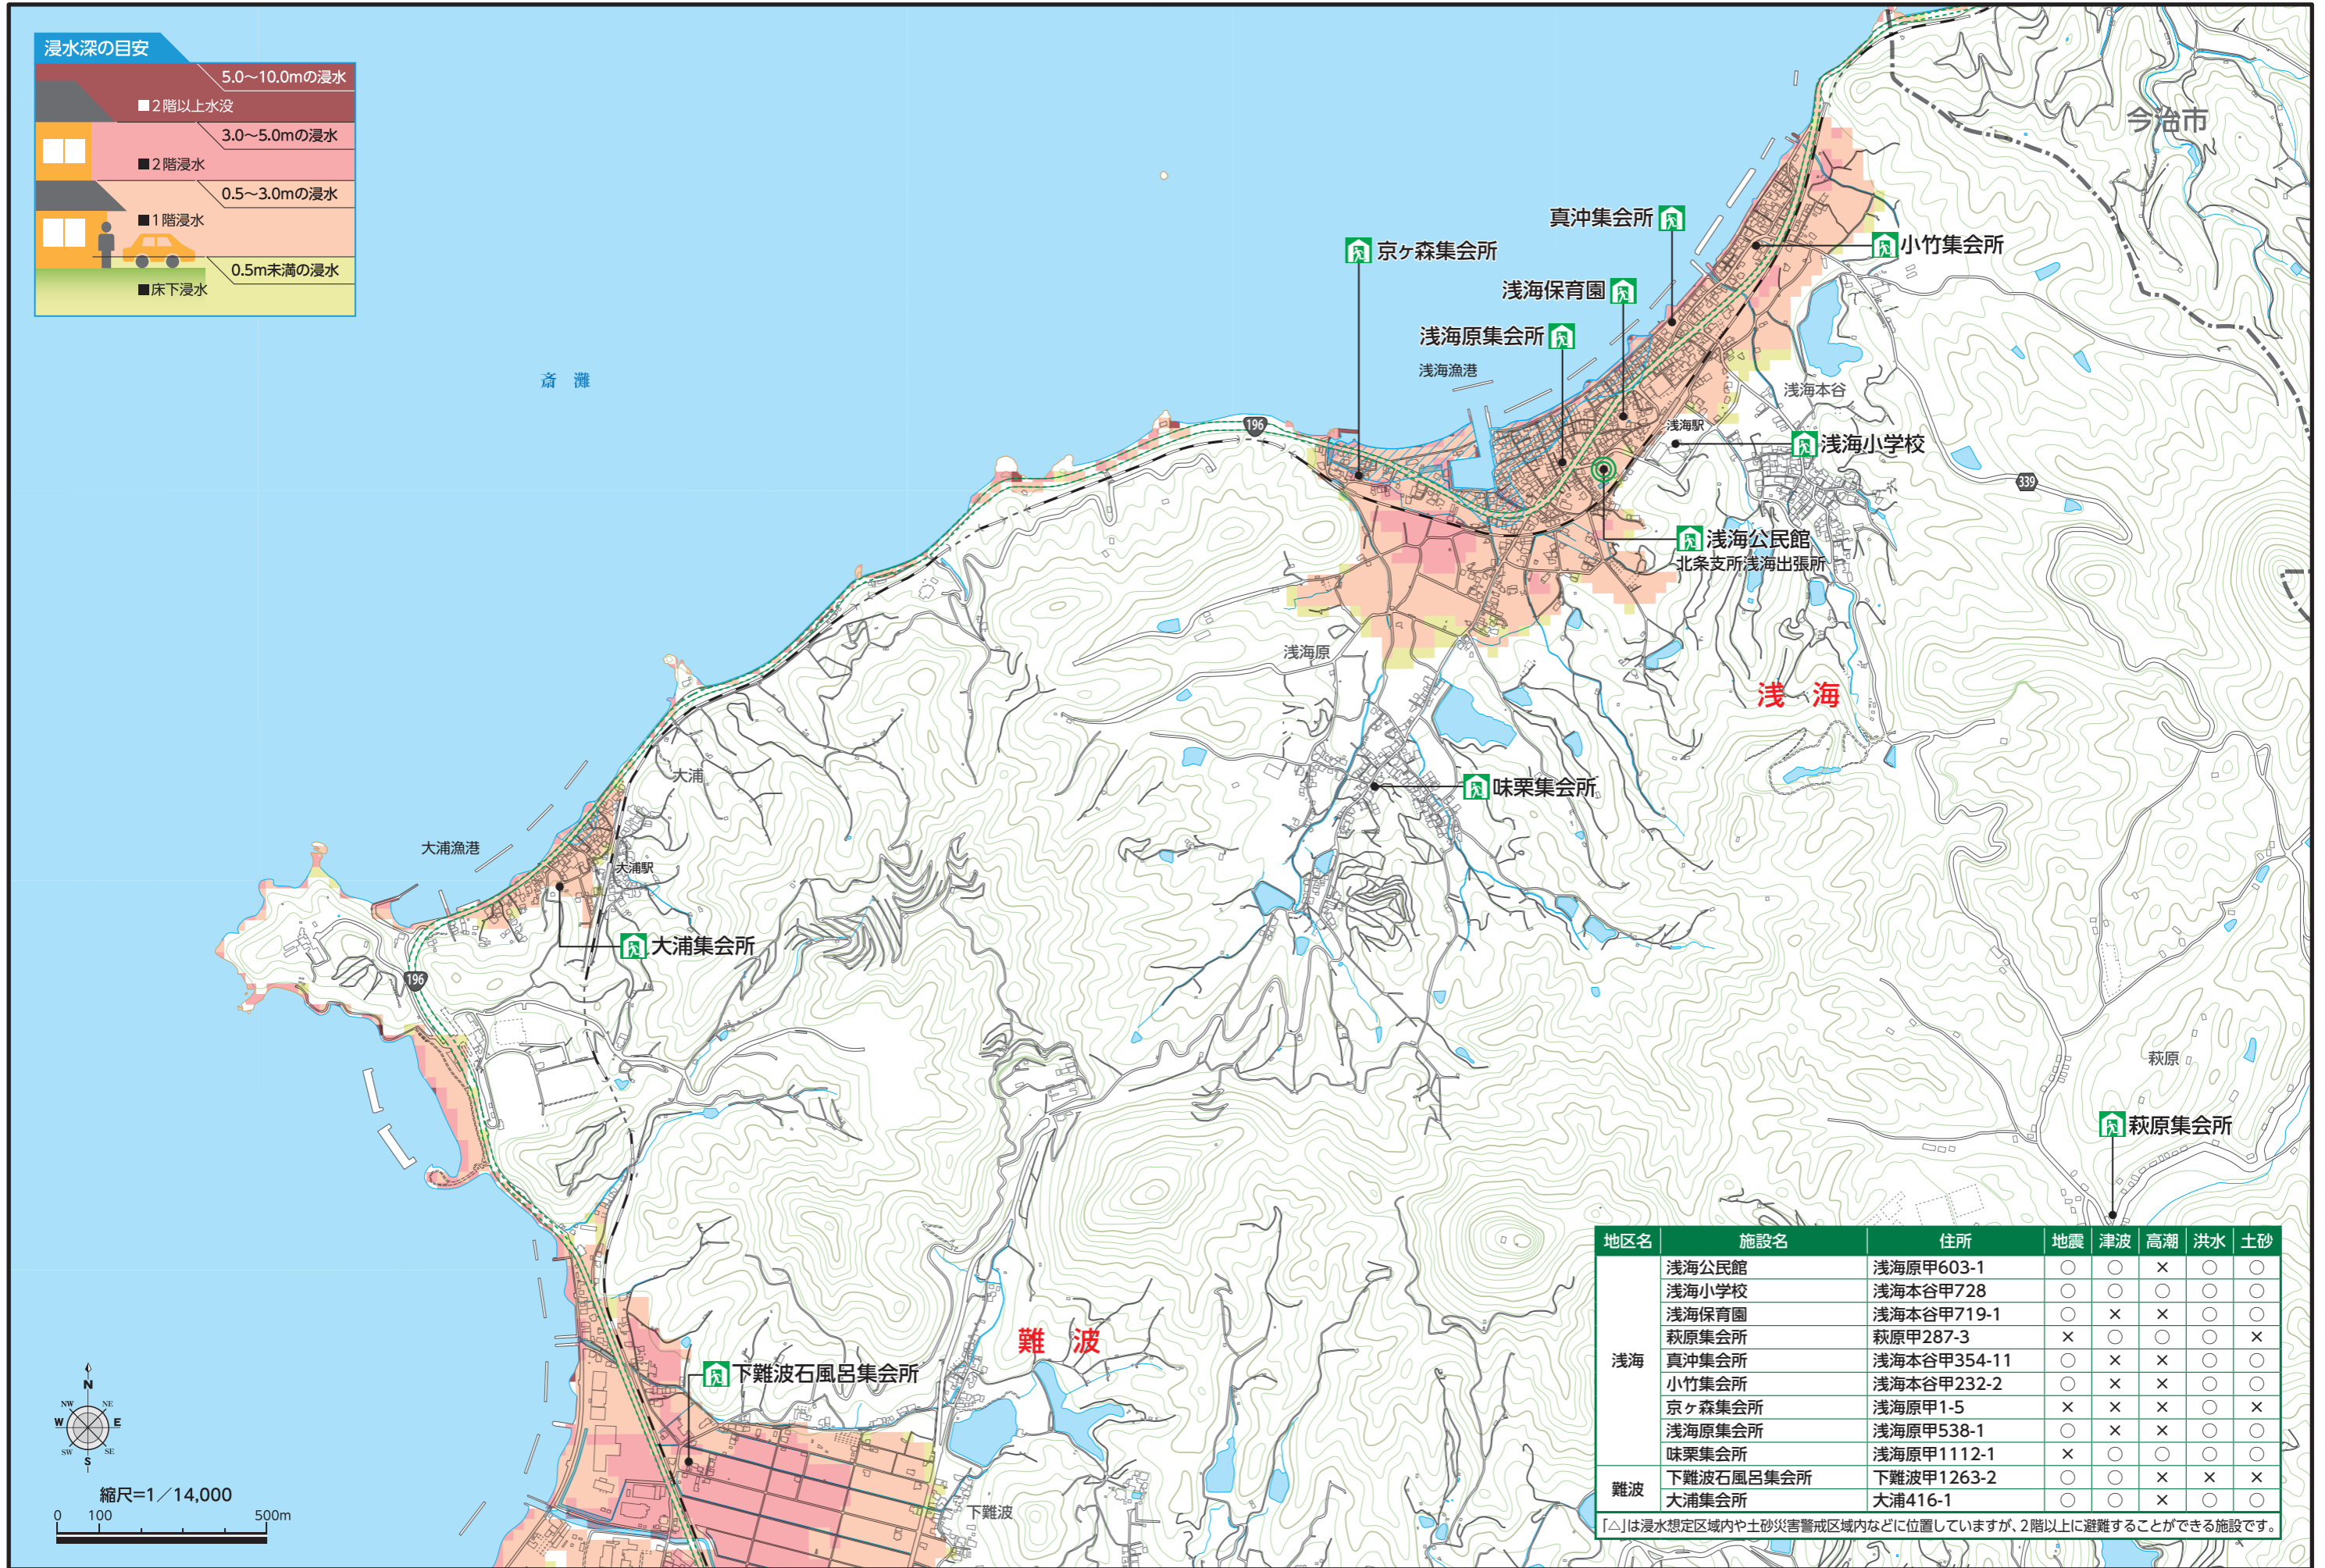 浸水深の目安
5.0〜10.0mの浸水
■2階以上水没
3.0〜5.0mの浸水
■2階浸水
0.5〜3.0mの浸水
■1階浸水
0.5m未満の浸水
■床下浸水
今治市
真沖集会所
小竹集会所
京ヶ森集会所
浅海保育園
浅海原集会所
浅海漁港
斎灘
浅海本谷
196
浅海駅
浅海小学校
339
浅海公民館
北条支所浅海出張所
浅海原
浅海
大浦
味栗集会所
大浦漁港
大浦駅
大浦集会所
196
萩原
萩原集会所
難波
下難波石風呂集会所
下難波
N
NW NE
W E
SW SE
S
縮尺=1／14,000
0 100 500m
地区名 施設名 住所 地震 津波 高潮 洪水 土砂
浅海
浅海公民館 浅海原甲603-1 ○ ○ × ○ ○
浅海小学校 浅海本谷甲728 ○ ○ ○ ○ ○
浅海保育園 浅海本谷甲719-1 ○ × × ○ ○
萩原集会所 萩原甲287-3 × ○ ○ ○ ×
真沖集会所 浅海本谷甲354-11 ○ × × ○ ○
小竹集会所 浅海本谷甲232-2 ○ × × ○ ○
京ヶ森集会所 浅海原甲1-5 × × × ○ ×
浅海原集会所 浅海原甲538-1 ○ × × ○ ○
味栗集会所 浅海原甲1112-1 × ○ ○ ○ ○
難波
下難波石風呂集会所 下難波甲1263-2 ○ ○ × × ×
大浦集会所 大浦416-1 ○ ○ × ○ ○
「△」は浸水想定区域内や土砂災害警戒区域内などに位置していますが、2階以上に避難することができる施設です。